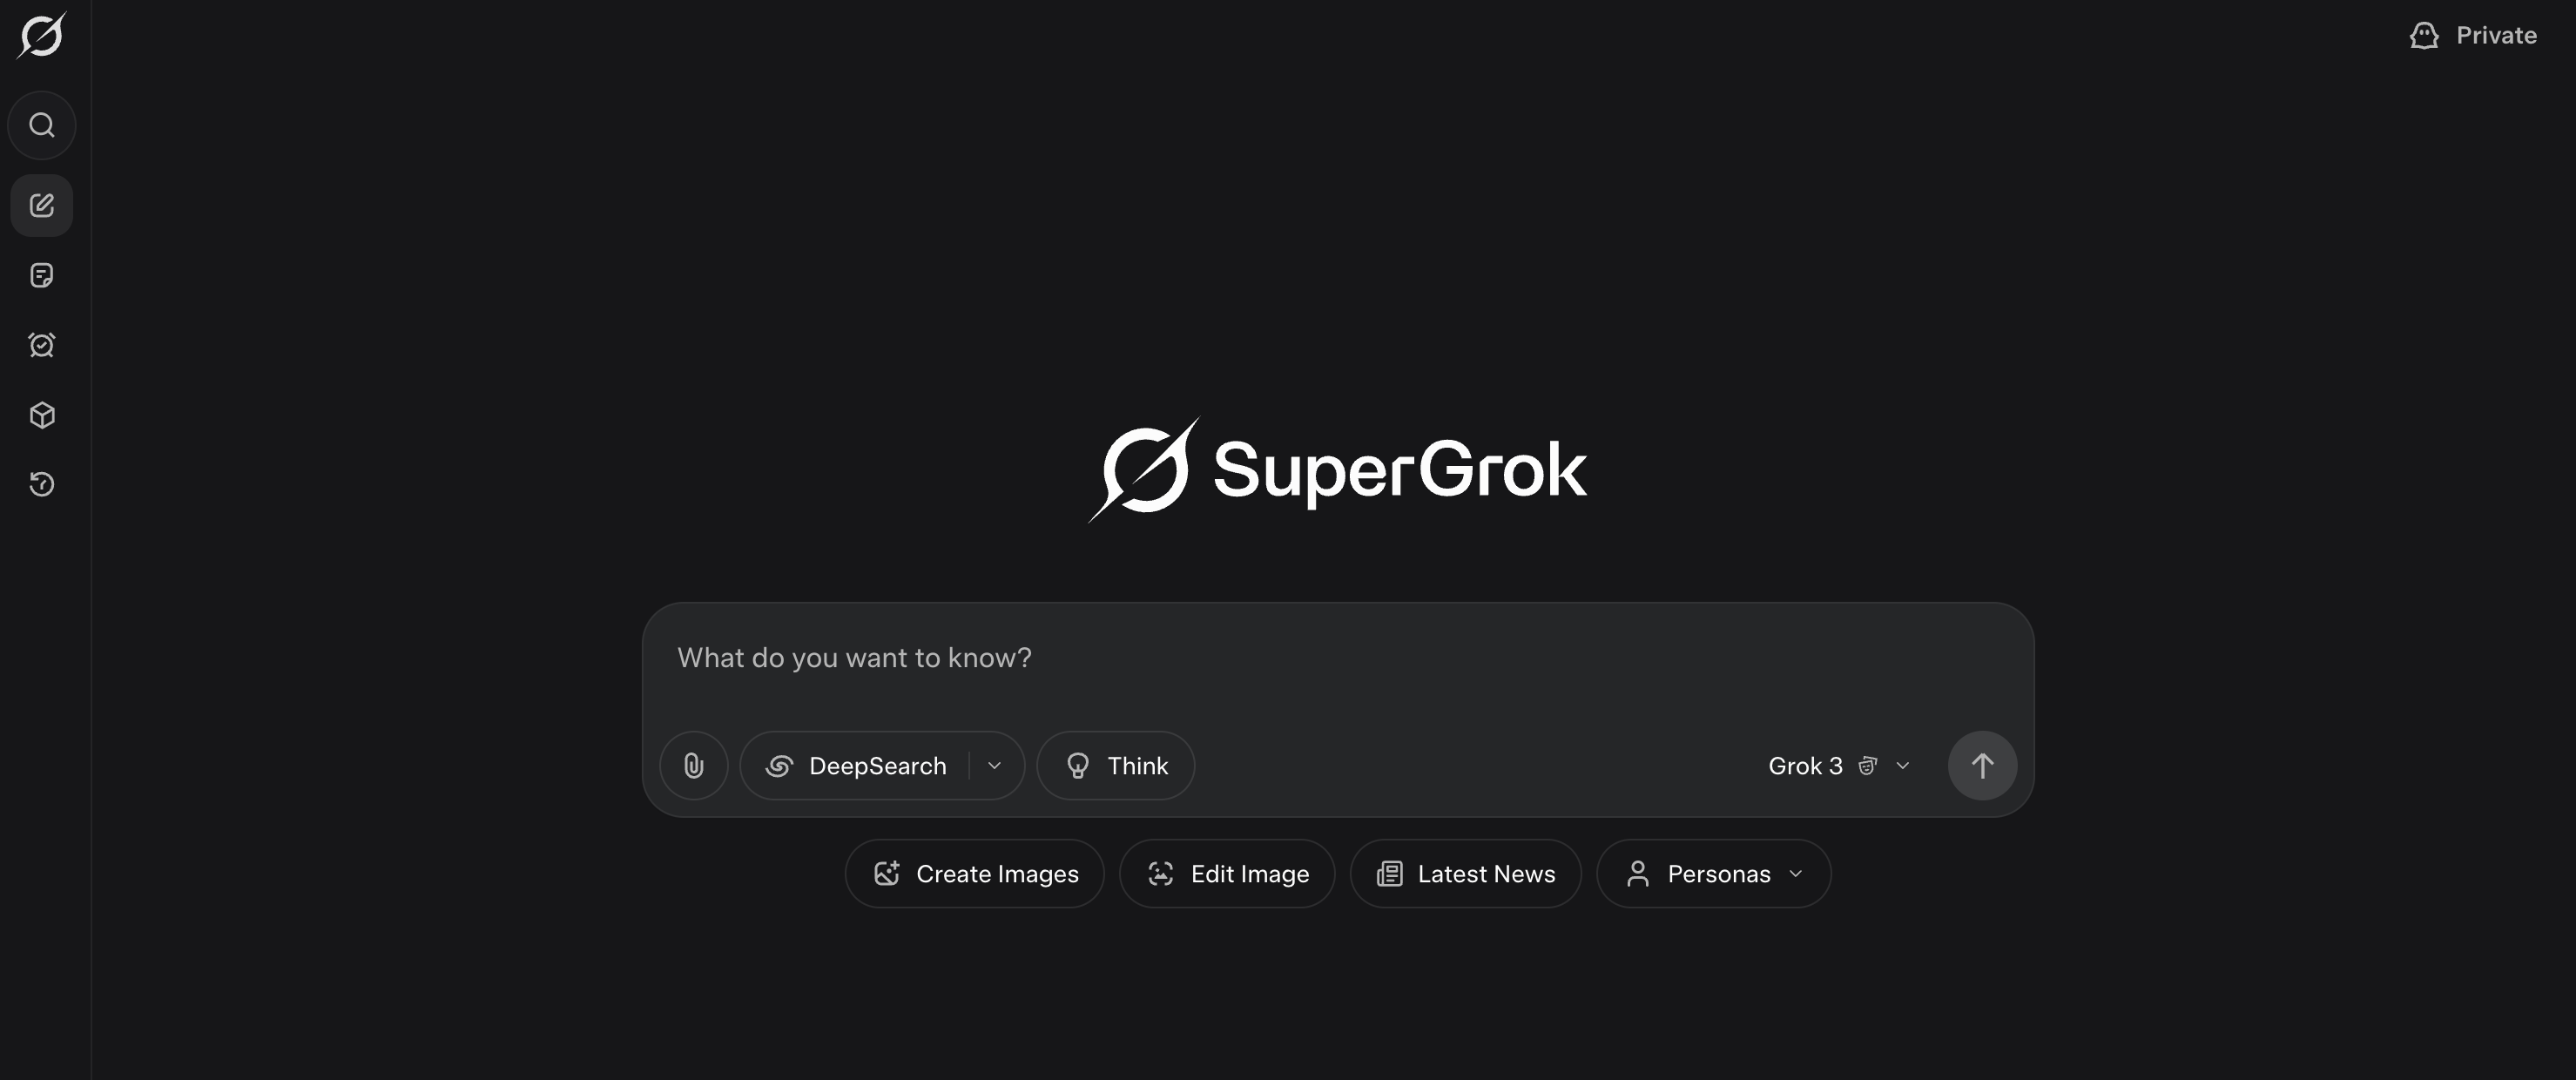 Private
SuperGrok
What do you want to know?
DeepSearch
Think
Grok 3
Create Images
Edit Image
Latest News
Personas